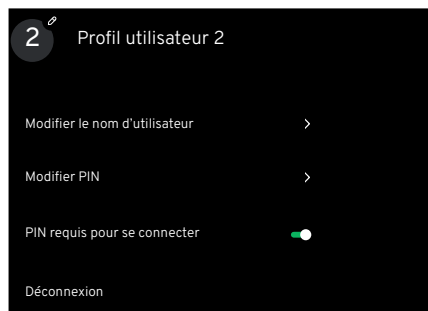 2 Profil utilisateur 2
Modifier le nom d'utilisateur
Modifier PIN
PIN requis pour se connecter
Déconnexion